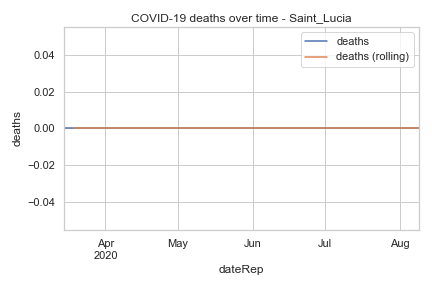 COVID-19 deaths over time - Saint_Lucia
deaths
deaths (rolling)
0.04
0.02
0.00
−0.02
−0.04
deaths
Apr
2020
May
Jun
Jul
Aug
dateRep